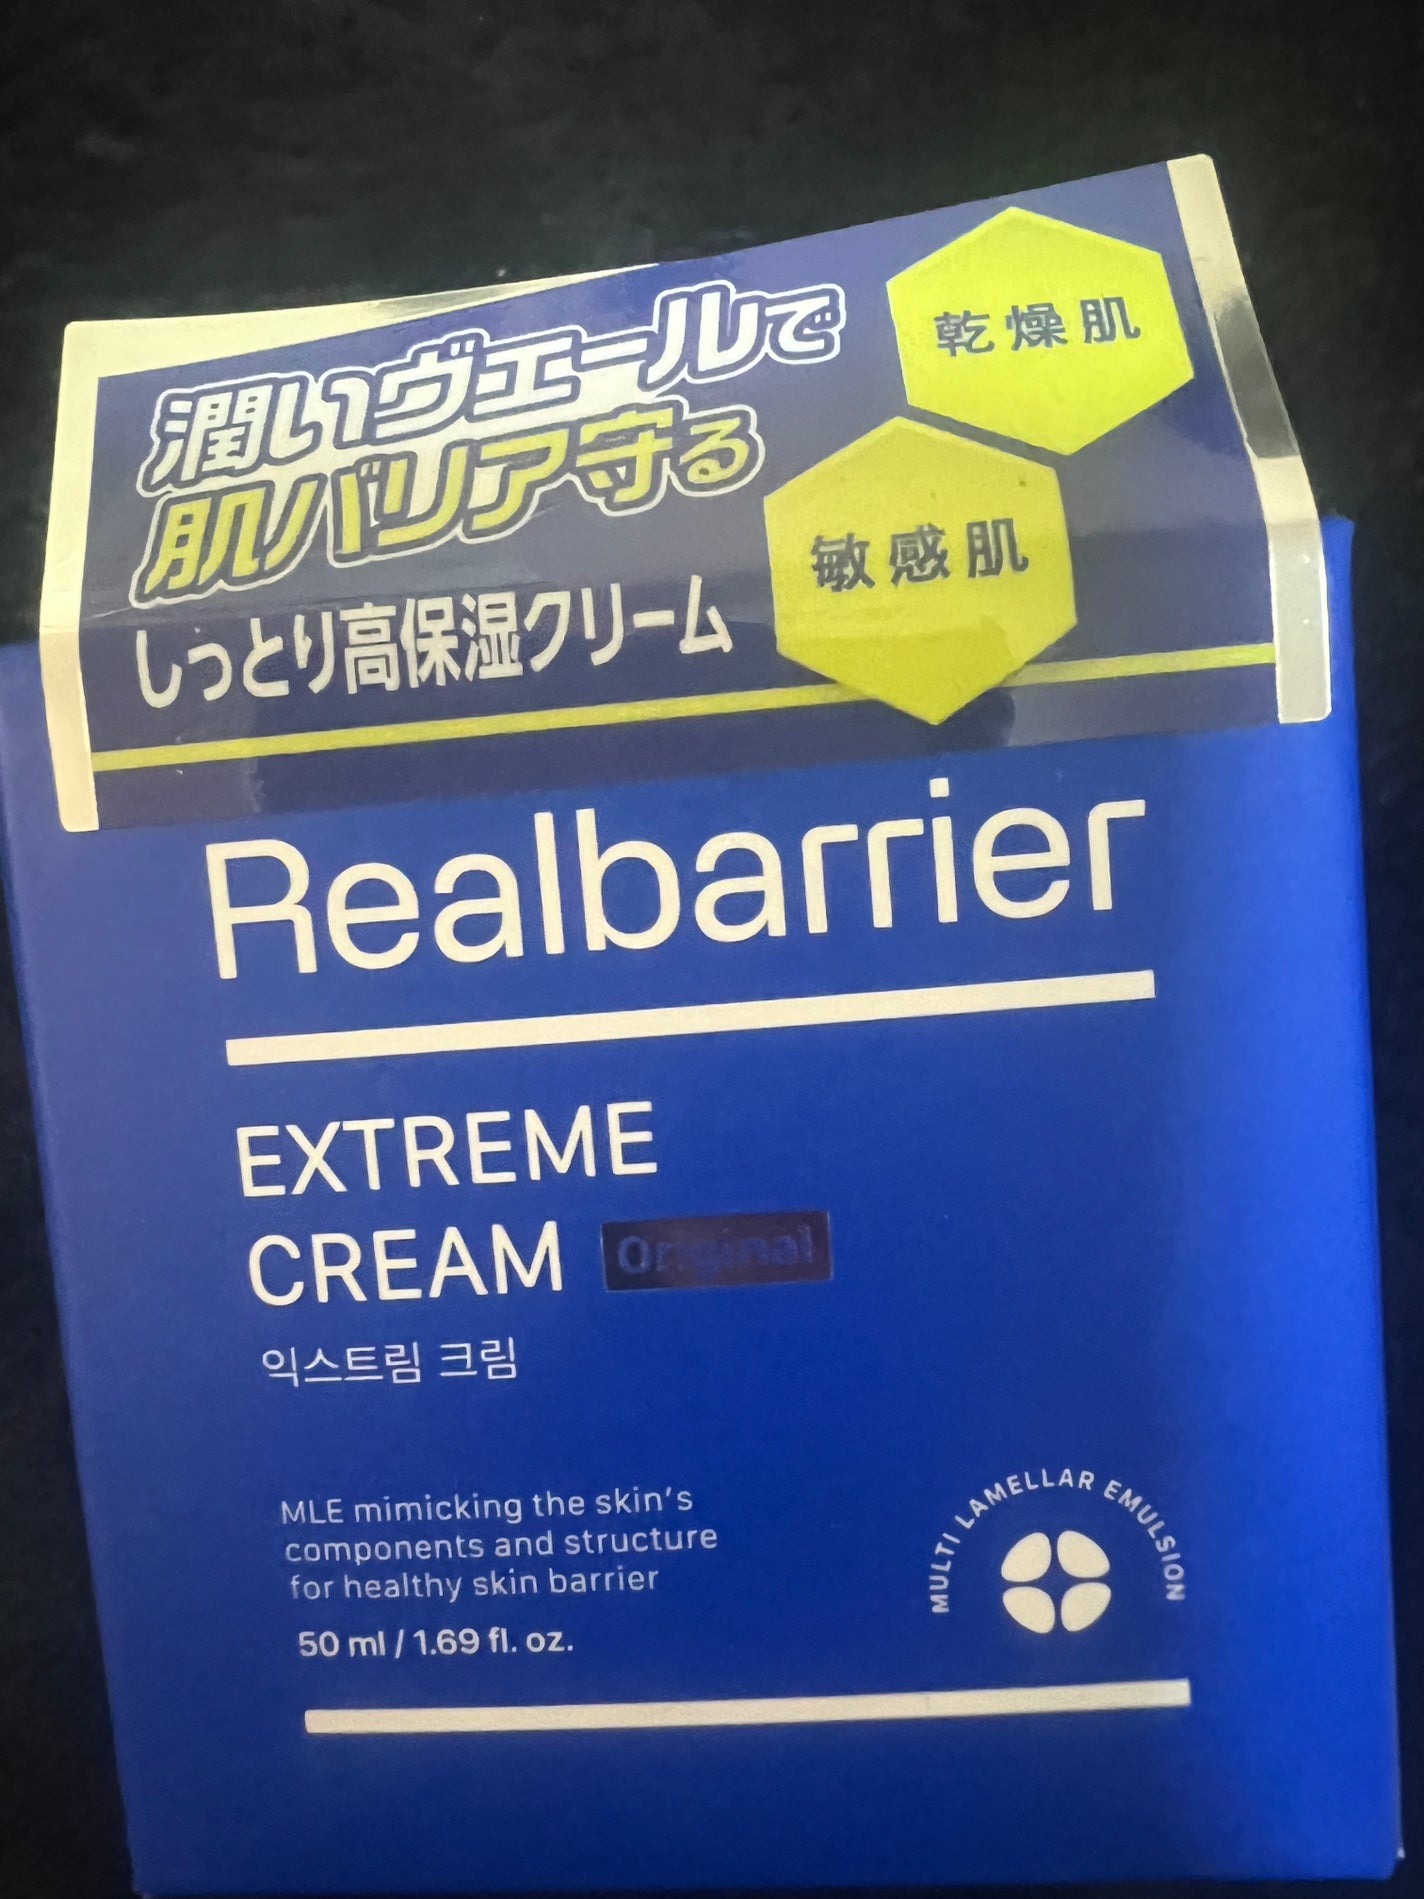 潤いヴェールで
肌バリア守る
しっとり高保湿クリーム
乾燥肌
敏感肌
Realbarrier
EXTREME
CREAM Original
익스트림 크림
MLE mimicking the skin's
components and structure
for healthy skin barrier
50 ml / 1.69 fl. oz.
MULTI LAMELLAR EMULSION